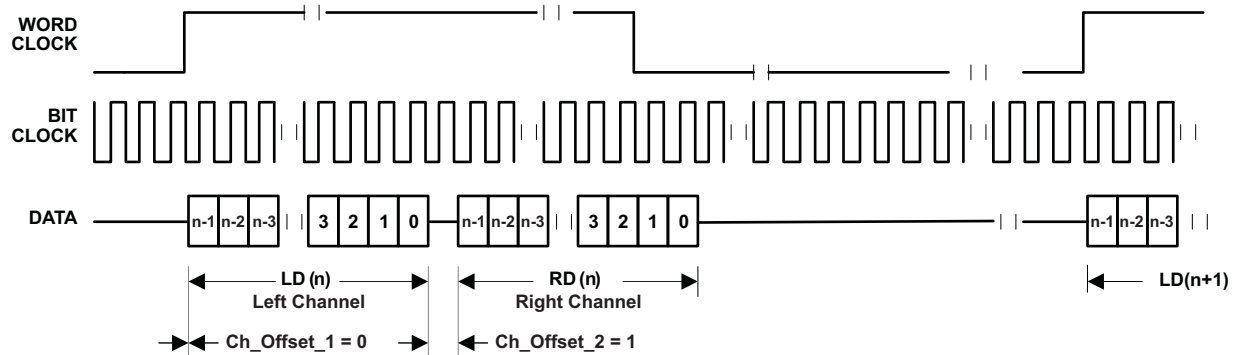 WORD
CLOCK
BIT
CLOCK
DATA
n-1 n-2 n-3 3 2 1 0 n-1 n-2 n-3 3 2 1 0 n-1 n-2 n-3
LD (n) RD (n) LD(n+1)
Left Channel Right Channel
Ch_Offset_1 = 0 Ch_Offset_2 = 1